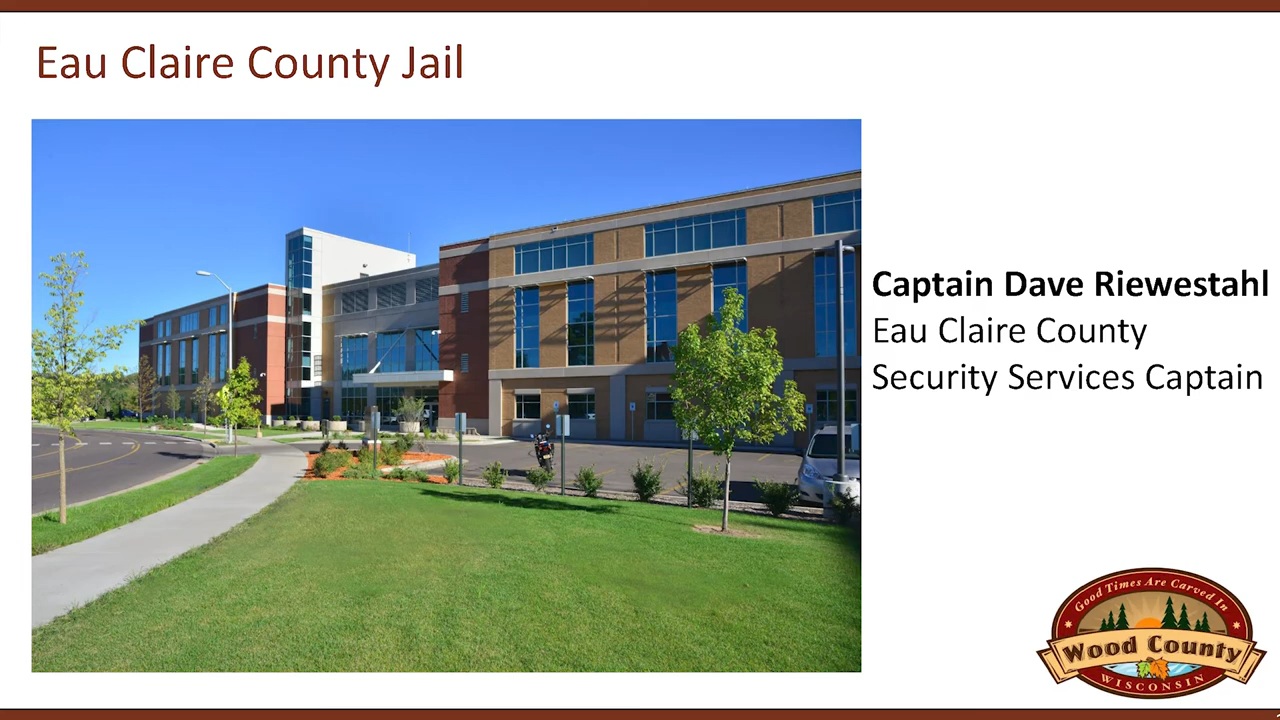 Eau Claire County Jail
Captain Dave Riewestahl
Eau Claire County
Security Services Captain
Good Times Are Carved In
Wood County
WISCONSIN